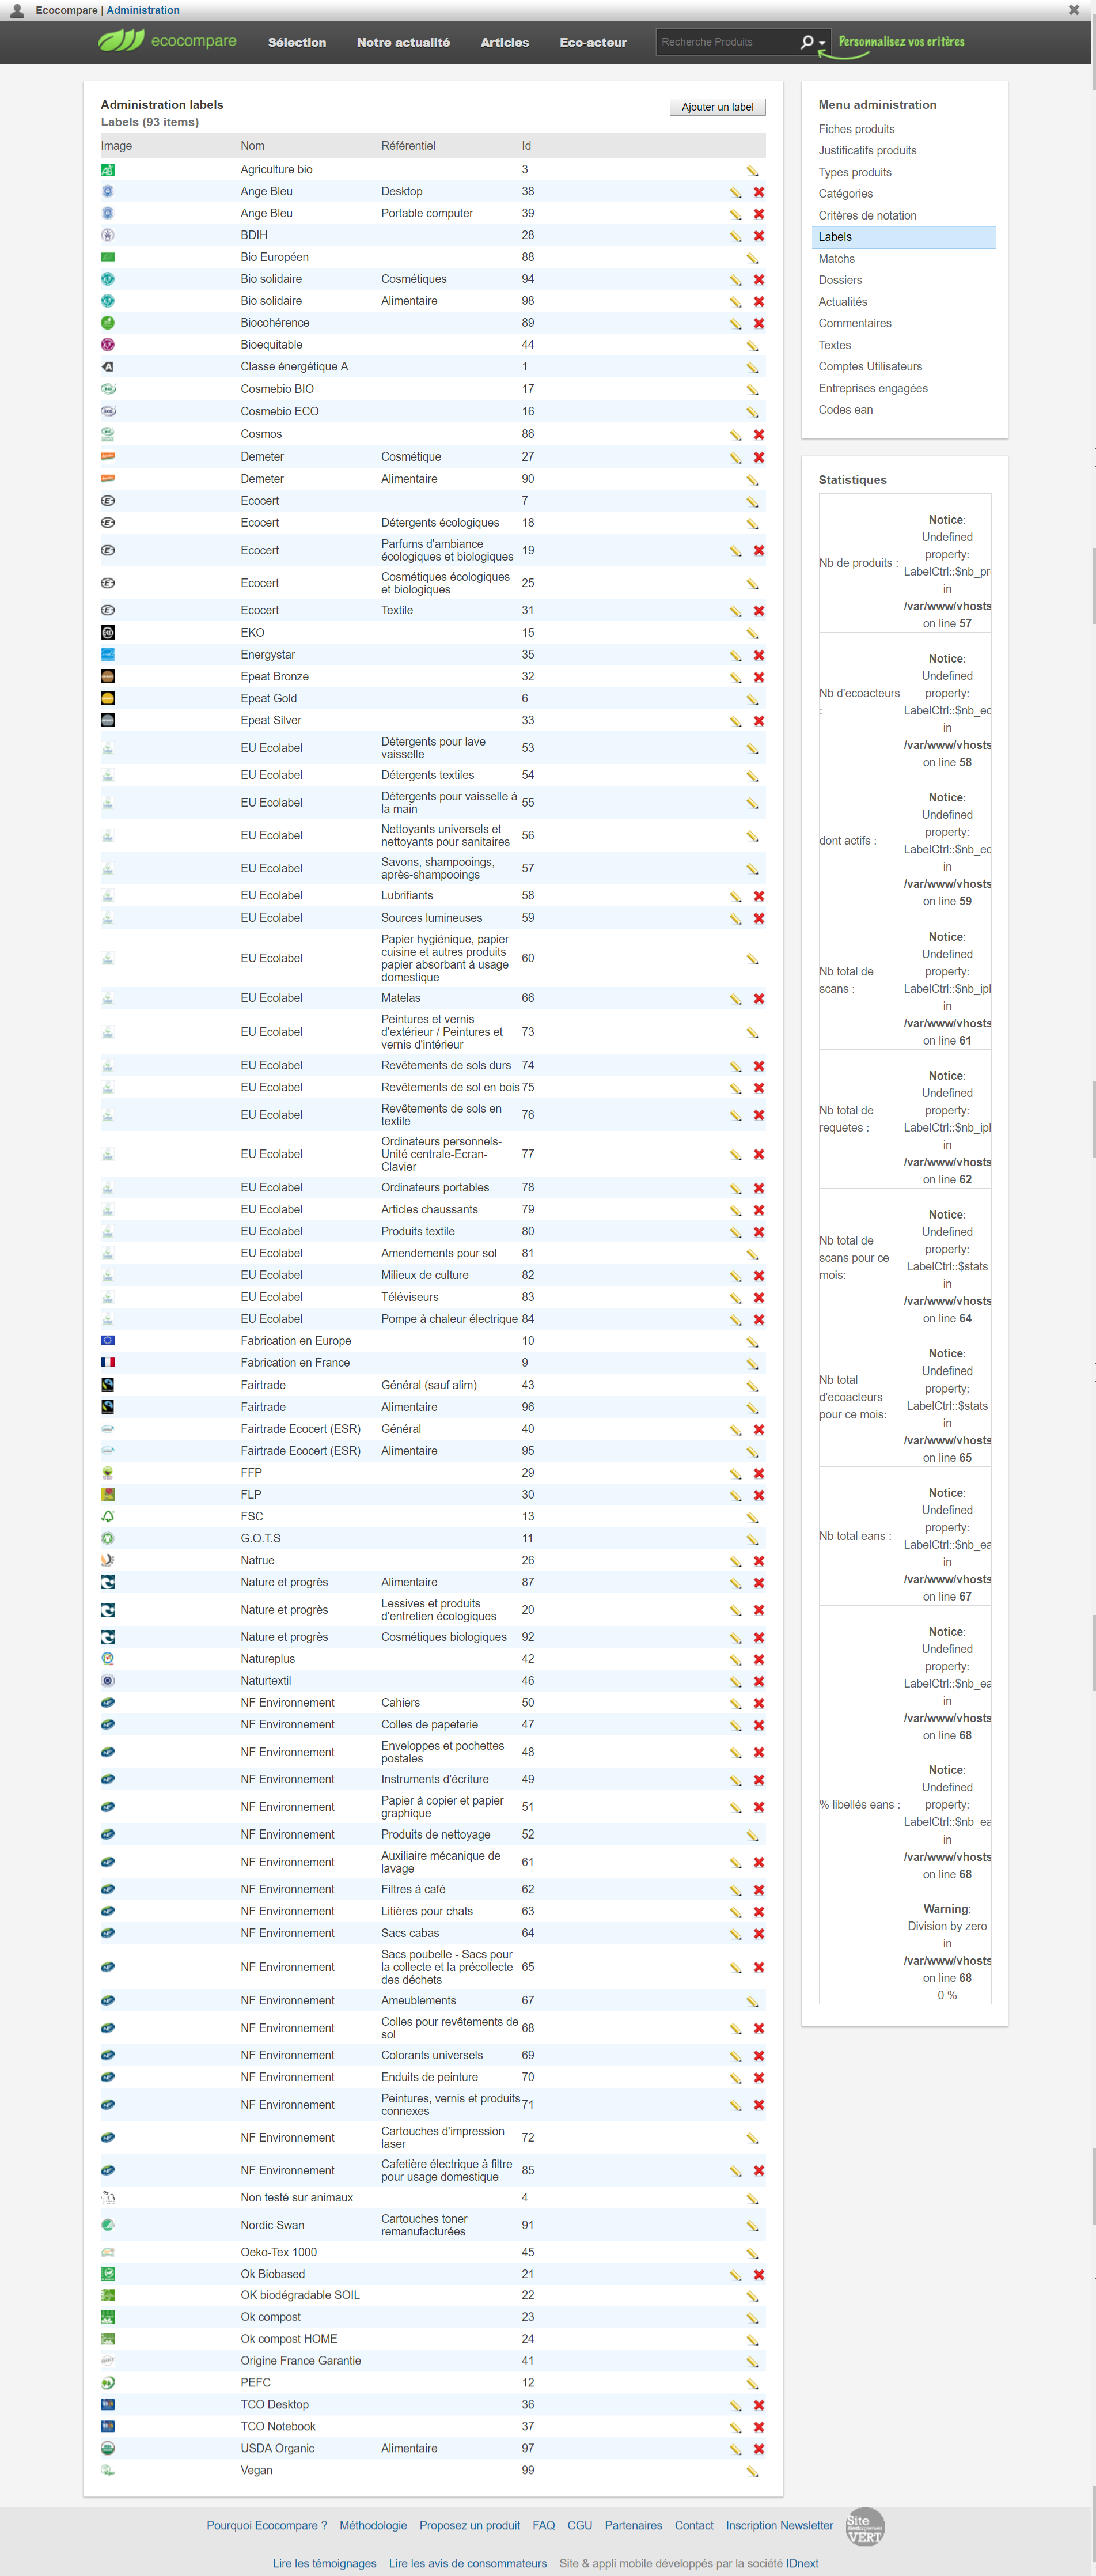 Ecocompare | Administration
ecocompare
Sélection
Notre actualité
Articles
Eco-acteur
Recherche Produits
Personnalisez vos critères
Administration labels
Ajouter un label
Labels (93 items)
Image Nom Référentiel Id
Agriculture bio 3
Ange Bleu Desktop 38
Ange Bleu Portable computer 39
BDIH 28
Bio Européen 88
Bio solidaire Cosmétiques 94
Bio solidaire Alimentaire 98
Biocohérence 89
Bioequitable 44
Classe énergétique A 1
Cosmebio BIO 17
Cosmebio ECO 16
Cosmos 86
Demeter Cosmétique 27
Demeter Alimentaire 90
Ecocert 7
Ecocert Détergents écologiques 18
Ecocert Parfums d'ambiance
écologiques et biologiques 19
Ecocert Cosmétiques écologiques
et biologiques 25
Ecocert Textile 31
EKO 15
Energystar 35
Epeat Bronze 32
Epeat Gold 6
Epeat Silver 33
EU Ecolabel Détergents pour lave
vaisselle 53
EU Ecolabel Détergents textiles 54
EU Ecolabel Détergents pour vaisselle à
la main 55
EU Ecolabel Nettoyants universels et
nettoyants pour sanitaires 56
EU Ecolabel Savons, shampooings,
après-shampooings 57
EU Ecolabel Lubrifiants 58
EU Ecolabel Sources lumineuses 59
EU Ecolabel Papier hygiénique, papier
cuisine et autres produits
papier absorbant à usage
domestique 60
EU Ecolabel Matelas 66
EU Ecolabel Peintures et vernis
d'extérieur / Peintures et
vernis d'intérieur 73
EU Ecolabel Revêtements de sols durs 74
EU Ecolabel Revêtements de sol en bois 75
EU Ecolabel Revêtements de sols en
textile 76
EU Ecolabel Ordinateurs personnels-
Unité centrale-Ecran-
Clavier 77
EU Ecolabel Ordinateurs portables 78
EU Ecolabel Articles chaussants 79
EU Ecolabel Produits textile 80
EU Ecolabel Amendements pour sol 81
EU Ecolabel Milieux de culture 82
EU Ecolabel Téléviseurs 83
EU Ecolabel Pompe à chaleur électrique 84
Fabrication en Europe 10
Fabrication en France 9
Fairtrade Général (sauf alim) 43
Fairtrade Alimentaire 96
Fairtrade Ecocert (ESR) Général 40
Fairtrade Ecocert (ESR) Alimentaire 95
FFP 29
FLP 30
FSC 13
G.O.T.S 11
Natrue 26
Nature et progrès Alimentaire 87
Nature et progrès Lessives et produits
d'entretien écologiques 20
Nature et progrès Cosmétiques biologiques 92
Natureplus 42
Naturtextil 46
NF Environnement Cahiers 50
NF Environnement Colles de papeterie 47
NF Environnement Enveloppes et pochettes
postales 48
NF Environnement Instruments d'écriture 49
NF Environnement Papier à copier et papier
graphique 51
NF Environnement Produits de nettoyage 52
NF Environnement Auxiliaire mécanique de
lavage 61
NF Environnement Filtres à café 62
NF Environnement Litières pour chats 63
NF Environnement Sacs cabas 64
NF Environnement Sacs poubelle - Sacs pour
la collecte et la précollecte
des déchets 65
NF Environnement Ameublements 67
NF Environnement Colles pour revêtements de
sol 68
NF Environnement Colorants universels 69
NF Environnement Enduits de peinture 70
NF Environnement Peintures, vernis et produits
connexes 71
NF Environnement Cartouches d'impression
laser 72
NF Environnement Cafetière électrique à filtre
pour usage domestique 85
Non testé sur animaux 4
Nordic Swan Cartouches toner
remanufacturées 91
Oeko-Tex 1000 45
Ok Biobased 21
OK biodégradable SOIL 22
Ok compost 23
Ok compost HOME 24
Origine France Garantie 41
PEFC 12
TCO Desktop 36
TCO Notebook 37
USDA Organic Alimentaire 97
Vegan 99
Menu administration
Fiches produits
Justificatifs produits
Types produits
Catégories
Critères de notation
Labels
Matchs
Dossiers
Actualités
Commentaires
Textes
Comptes Utilisateurs
Entreprises engagées
Codes ean
Statistiques
Nb de produits :
Notice:
Undefined
property:
LabelCtrl::$nb_pr
in
/var/www/vhosts
on line 57
Nb d'ecoacteurs
:
Notice:
Undefined
property:
LabelCtrl::$nb_ec
in
/var/www/vhosts
on line 58
dont actifs :
Notice:
Undefined
property:
LabelCtrl::$nb_ec
in
/var/www/vhosts
on line 59
Nb total de
scans :
Notice:
Undefined
property:
LabelCtrl::$nb_ip
in
/var/www/vhosts
on line 61
Nb total de
requetes :
Notice:
Undefined
property:
LabelCtrl::$nb_ip
in
/var/www/vhosts
on line 62
Nb total de
scans pour ce
mois:
Notice:
Undefined
property:
LabelCtrl::$stats
in
/var/www/vhosts
on line 64
Nb total
d'ecoacteurs
pour ce mois:
Notice:
Undefined
property:
LabelCtrl::$stats
in
/var/www/vhosts
on line 65
Nb total eans :
Notice:
Undefined
property:
LabelCtrl::$nb_ea
in
/var/www/vhosts
on line 67
% libellés eans :
Notice:
Undefined
property:
LabelCtrl::$nb_ea
in
/var/www/vhosts
on line 68
Notice:
Undefined
property:
LabelCtrl::$nb_ea
in
/var/www/vhosts
on line 68
Warning:
Division by zero
in
/var/www/vhosts
on line 68
0 %
Pourquoi Ecocompare ? Méthodologie Proposez un produit FAQ CGU Partenaires Contact Inscription Newsletter
Site
VERT
Lire les témoignages Lire les avis de consommateurs Site & appli mobile développés par la société IDnext